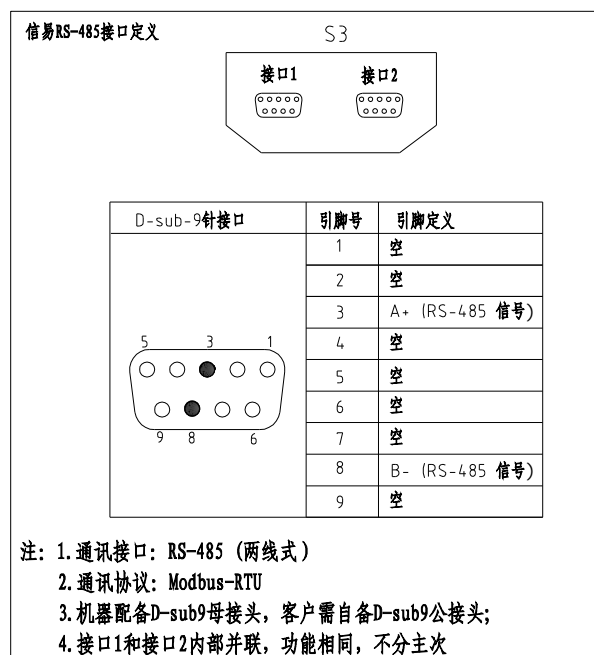 信易RS-485接口定义
S3
接口1 接口2
D-sub-9针接口 引脚号 引脚定义
1 空
2 空
3 A+ (RS-485 信号)
4 空
5 空
6 空
7 空
8 B- (RS-485 信号)
9 空
5 3 1
9 8 6
注: 1.通讯接口: RS-485 (两线式)
2.通讯协议: Modbus-RTU
3.机器配备D-sub9母接头, 客户需自备D-sub9公接头;
4.接口1和接口2内部并联, 功能相同, 不分主次